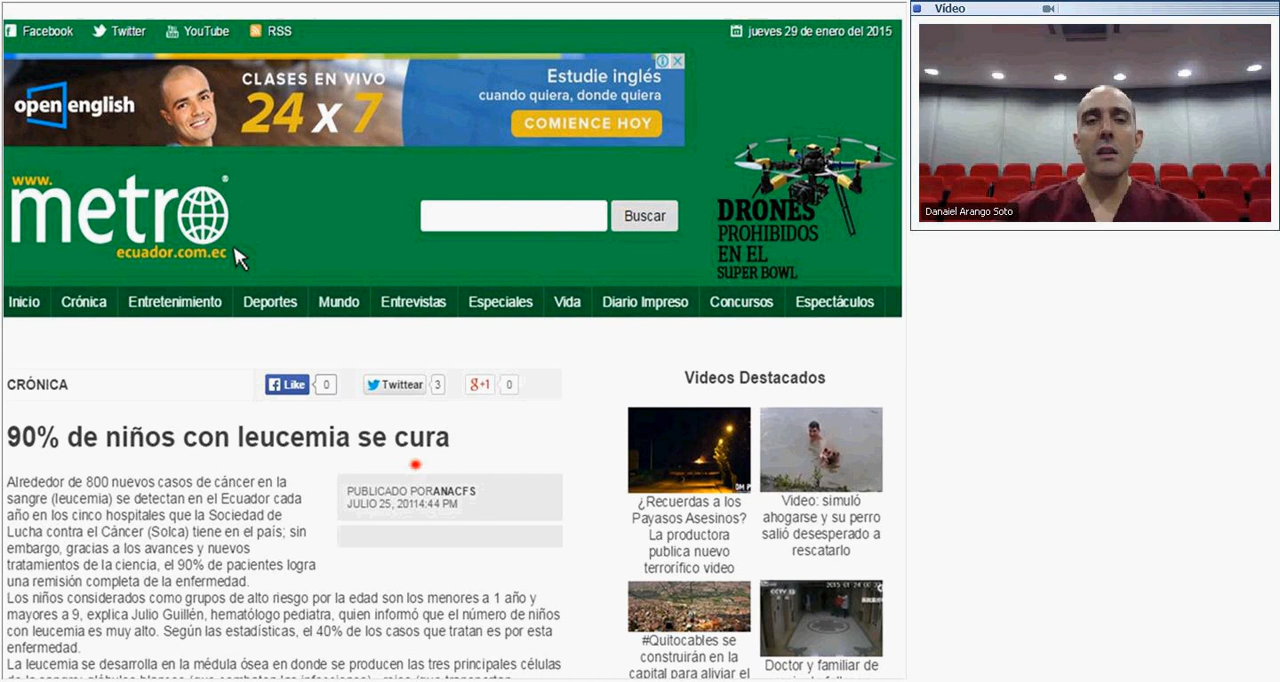 Facebook
Twitter
YouTube
RSS
jueves 29 de enero del 2015
open english
CLASES EN VIVO
24 x 7
Estudie inglés
cuando quiera, donde quiera
COMIENCE HOY
www.
metro
ecuador.com.ec
Buscar
DRONES
PROHIBIDOS
EN EL
SUPER BOWL
Inicio
Crónica
Entretenimiento
Deportes
Mundo
Entrevistas
Especiales
Vida
Diario Impreso
Concursos
Espectáculos
CRÓNICA
Like
0
Twittear
3
g+1
0
90% de niños con leucemia se cura
Alrededor de 800 nuevos casos de cáncer en la
sangre (leucemia) se detectan en el Ecuador cada
año en los cinco hospitales que la Sociedad de
Lucha contra el Cáncer (Solca) tiene en el país; sin
embargo, gracias a los avances y nuevos
tratamientos de la ciencia, el 90% de pacientes logra
una remisión completa de la enfermedad.
PUBLICADO PORANACFS
JULIO 25, 20114:44 PM
Los niños considerados como grupos de alto riesgo por la edad son los menores a 1 año y
mayores a 9, explica Julio Guillén, hematólogo pediatra, quien informó que el número de niños
con leucemia es muy alto. Según las estadísticas, el 40% de los casos que tratan es por esta
enfermedad.
La leucemia se desarrolla en la médula ósea en donde se producen las tres principales células
Videos Destacados
¿Recuerdas a los
Payasos Asesinos?
La productora
publica nuevo
terrorífico video
Video: simuló
ahogarse y su perro
salió desesperado a
rescatarlo
#Quitocables se
construirán en la
capital para aliviar el
Doctor y familiar de
Vídeo
Danaiel Arango Soto